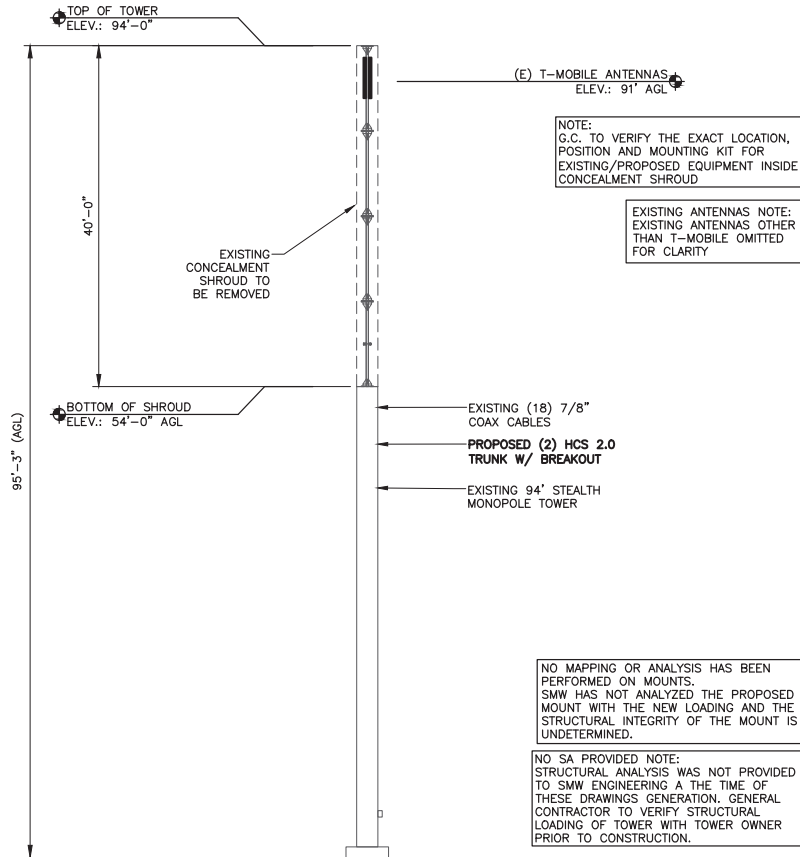 TOP OF TOWER
ELEV.: 94'-0"
(E) T-MOBILE ANTENNAS
ELEV.: 91' AGL
NOTE:
G.C. TO VERIFY THE EXACT LOCATION,
POSITION AND MOUNTING KIT FOR
EXISTING/PROPOSED EQUIPMENT INSIDE
CONCEALMENT SHROUD
EXISTING ANTENNAS NOTE:
EXISTING ANTENNAS OTHER
THAN T-MOBILE OMITTED
FOR CLARITY
40'-0"
EXISTING
CONCEALMENT
SHROUD TO
BE REMOVED
BOTTOM OF SHROUD
ELEV.: 54'-0" AGL
95'-3" (AGL)
EXISTING (18) 7/8"
COAX CABLES
PROPOSED (2) HCS 2.0
TRUNK W/ BREAKOUT
EXISTING 94' STEALTH
MONOPOLE TOWER
NO MAPPING OR ANALYSIS HAS BEEN
PERFORMED ON MOUNTS.
SMW HAS NOT ANALYZED THE PROPOSED
MOUNT WITH THE NEW LOADING AND THE
STRUCTURAL INTEGRITY OF THE MOUNT IS
UNDETERMINED.
NO SA PROVIDED NOTE:
STRUCTURAL ANALYSIS WAS NOT PROVIDED
TO SMW ENGINEERING A THE TIME OF
THESE DRAWINGS GENERATION. GENERAL
CONTRACTOR TO VERIFY STRUCTURAL
LOADING OF TOWER WITH TOWER OWNER
PRIOR TO CONSTRUCTION.